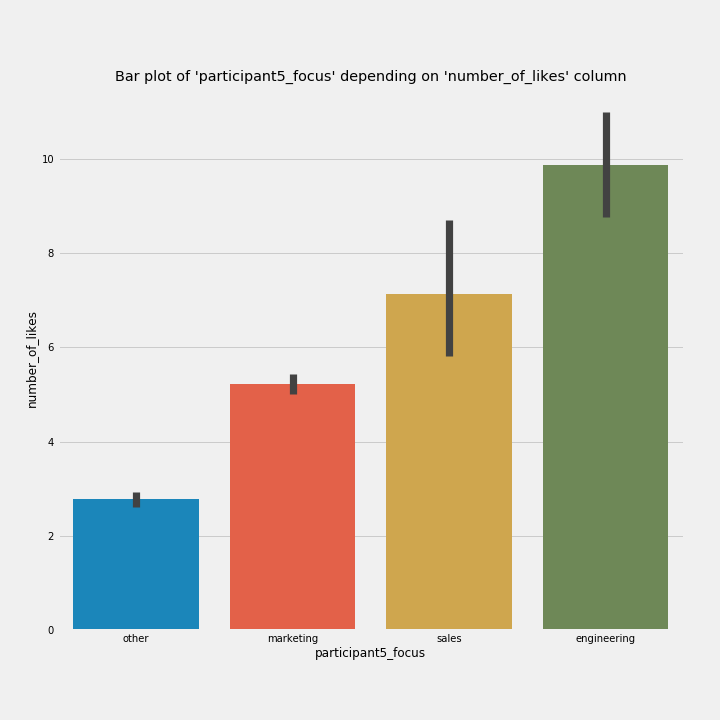 Bar plot of 'participant5_focus' depending on 'number_of_likes' column
number_of_likes
10
8
6
4
2
0
other marketing sales engineering
participant5_focus